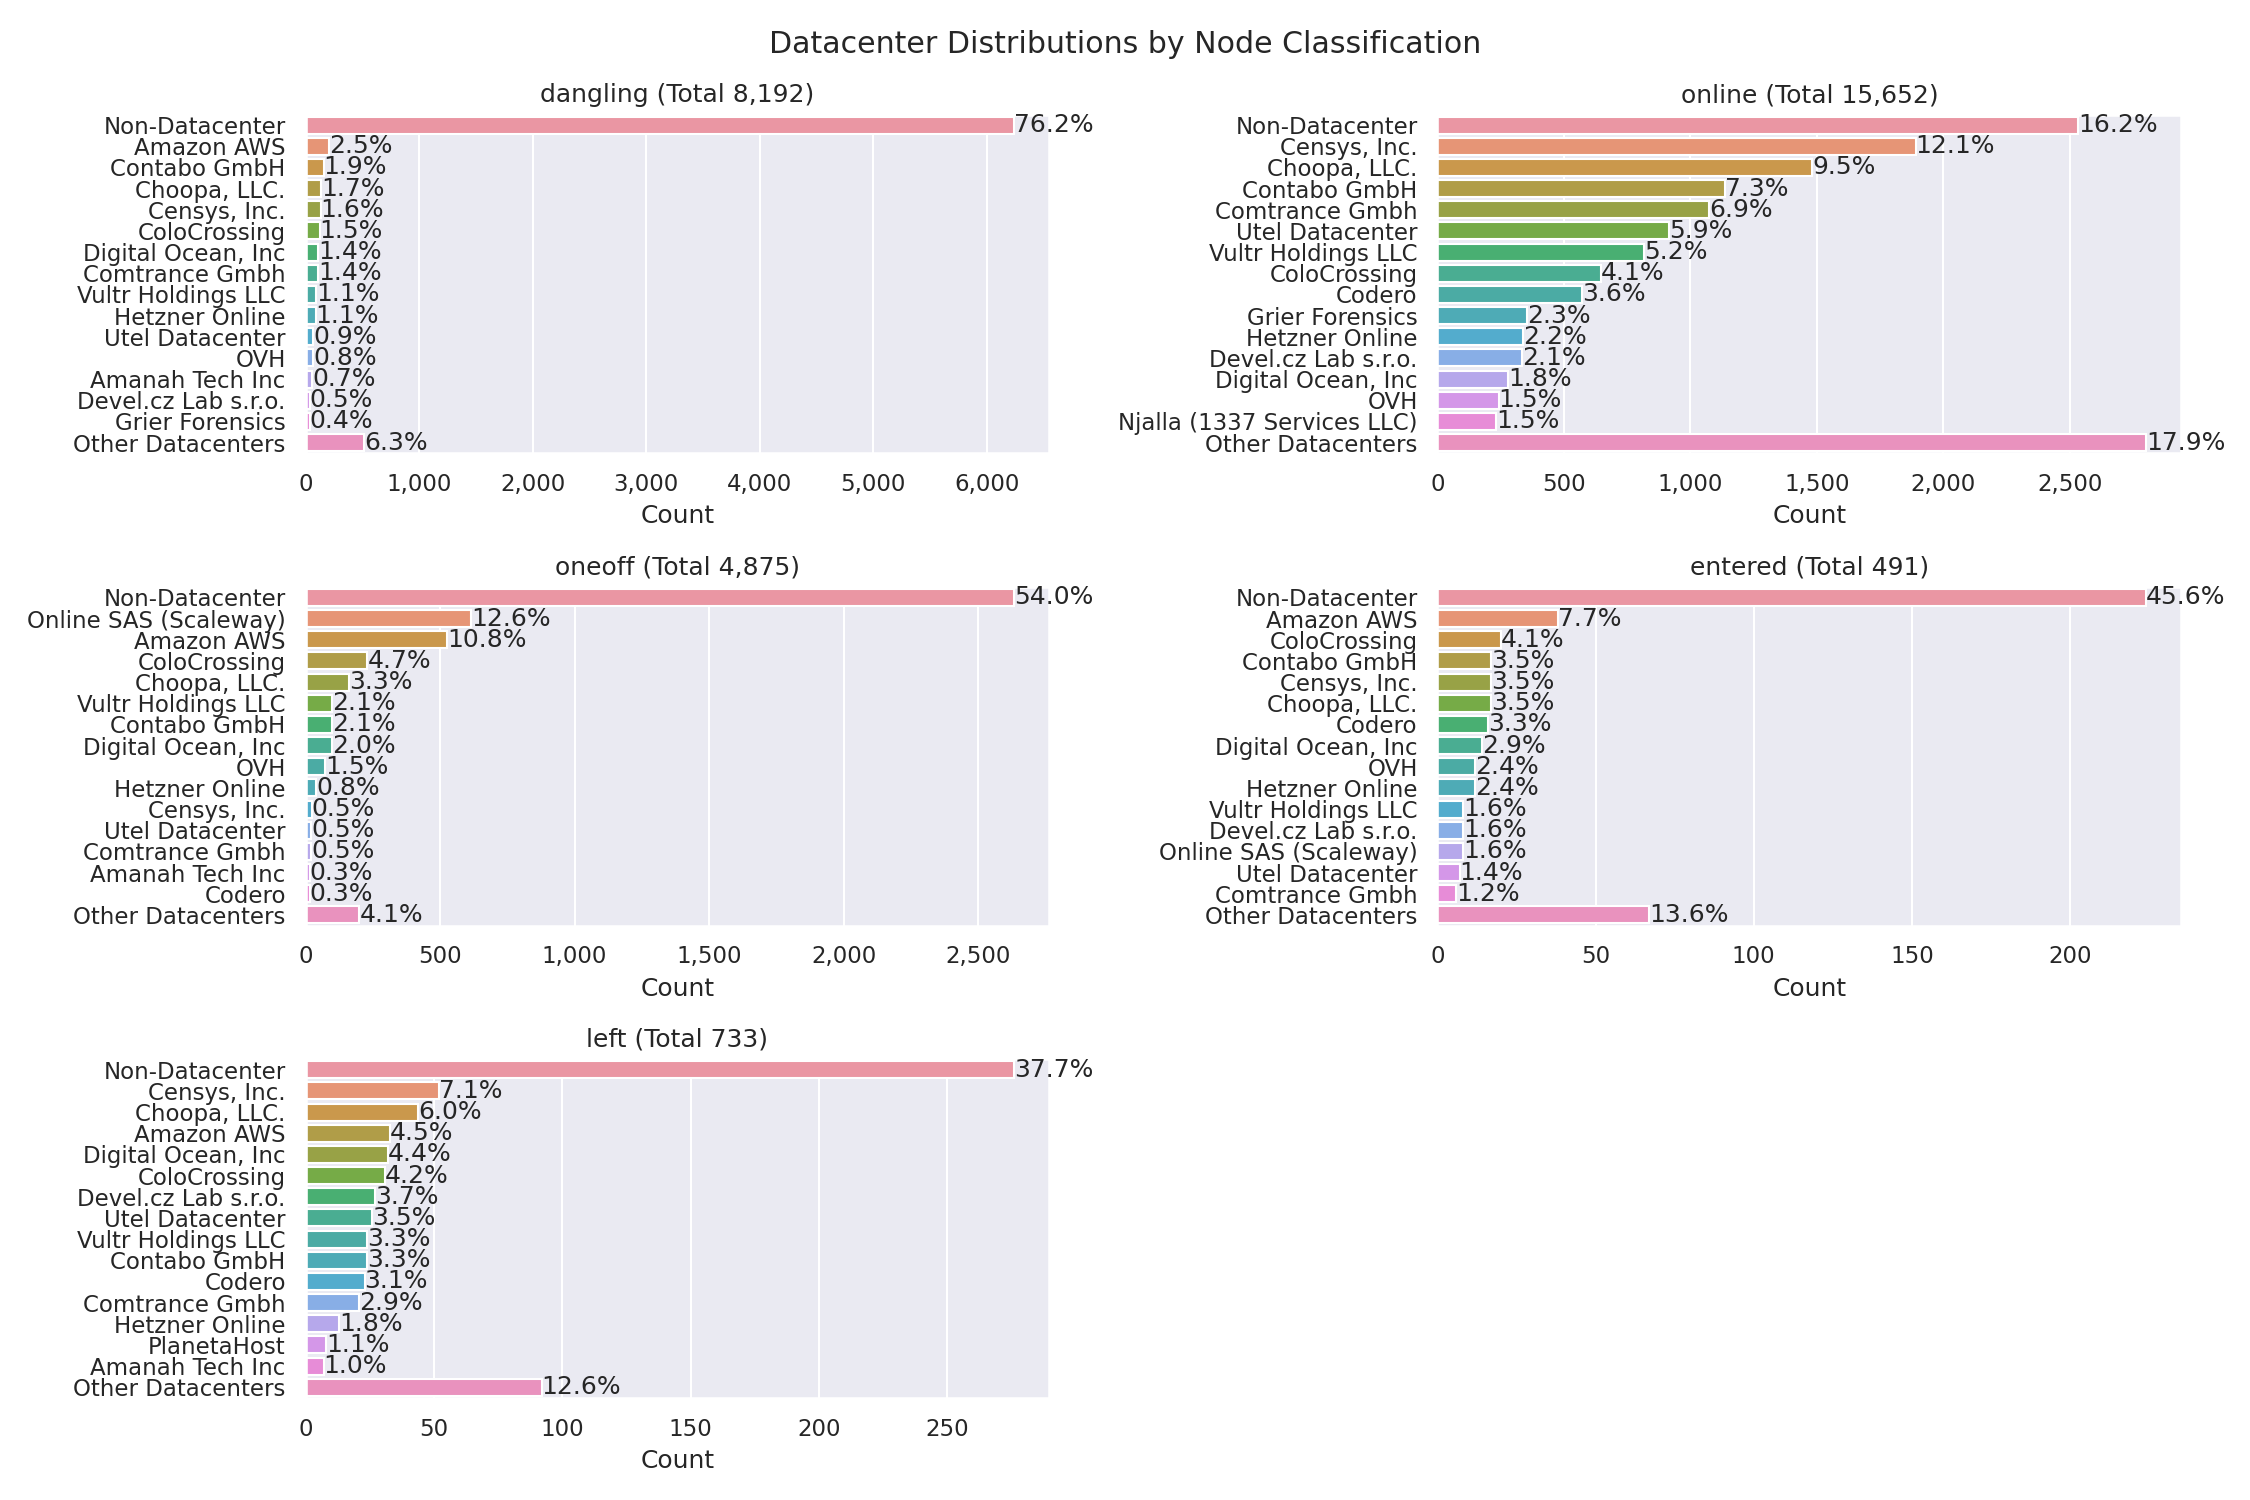 Datacenter Distributions by Node Classification
dangling (Total 8,192)
Non-Datacenter 76.2%
Amazon AWS 2.5%
Contabo GmbH 1.9%
Choopa, LLC. 1.7%
Censys, Inc. 1.6%
ColoCrossing 1.5%
Digital Ocean, Inc 1.4%
Comtrance Gmbh 1.4%
Vultr Holdings LLC 1.1%
Hetzner Online 1.1%
Utel Datacenter 0.9%
OVH 0.8%
Amanah Tech Inc 0.7%
Devel.cz Lab s.r.o. 0.5%
Grier Forensics 0.4%
Other Datacenters 6.3%
0 1,000 2,000 3,000 4,000 5,000 6,000
Count
online (Total 15,652)
Non-Datacenter 16.2%
Censys, Inc. 12.1%
Choopa, LLC. 9.5%
Contabo GmbH 7.3%
Comtrance Gmbh 6.9%
Utel Datacenter 5.9%
Vultr Holdings LLC 5.2%
ColoCrossing 4.1%
Codero 3.6%
Grier Forensics 2.3%
Hetzner Online 2.2%
Devel.cz Lab s.r.o. 2.1%
Digital Ocean, Inc 1.8%
OVH 1.5%
Njalla (1337 Services LLC) 1.5%
Other Datacenters 17.9%
0 500 1,000 1,500 2,000 2,500
Count
oneoff (Total 4,875)
Non-Datacenter 54.0%
Online SAS (Scaleway) 12.6%
Amazon AWS 10.8%
ColoCrossing 4.7%
Choopa, LLC. 3.3%
Vultr Holdings LLC 2.1%
Contabo GmbH 2.1%
Digital Ocean, Inc 2.0%
OVH 1.5%
Hetzner Online 0.8%
Censys, Inc. 0.5%
Utel Datacenter 0.5%
Comtrance Gmbh 0.5%
Amanah Tech Inc 0.3%
Codero 0.3%
Other Datacenters 4.1%
0 500 1,000 1,500 2,000 2,500
Count
entered (Total 491)
Non-Datacenter 45.6%
Amazon AWS 7.7%
ColoCrossing 4.1%
Contabo GmbH 3.5%
Censys, Inc. 3.5%
Choopa, LLC. 3.5%
Codero 3.3%
Digital Ocean, Inc 2.9%
OVH 2.4%
Hetzner Online 2.4%
Vultr Holdings LLC 1.6%
Devel.cz Lab s.r.o. 1.6%
Online SAS (Scaleway) 1.6%
Utel Datacenter 1.4%
Comtrance Gmbh 1.2%
Other Datacenters 13.6%
0 50 100 150 200
Count
left (Total 733)
Non-Datacenter 37.7%
Censys, Inc. 7.1%
Choopa, LLC. 6.0%
Amazon AWS 4.5%
Digital Ocean, Inc 4.4%
ColoCrossing 4.2%
Devel.cz Lab s.r.o. 3.7%
Utel Datacenter 3.5%
Vultr Holdings LLC 3.3%
Contabo GmbH 3.3%
Codero 3.1%
Comtrance Gmbh 2.9%
Hetzner Online 1.8%
PlanetaHost 1.1%
Amanah Tech Inc 1.0%
Other Datacenters 12.6%
0 50 100 150 200 250
Count